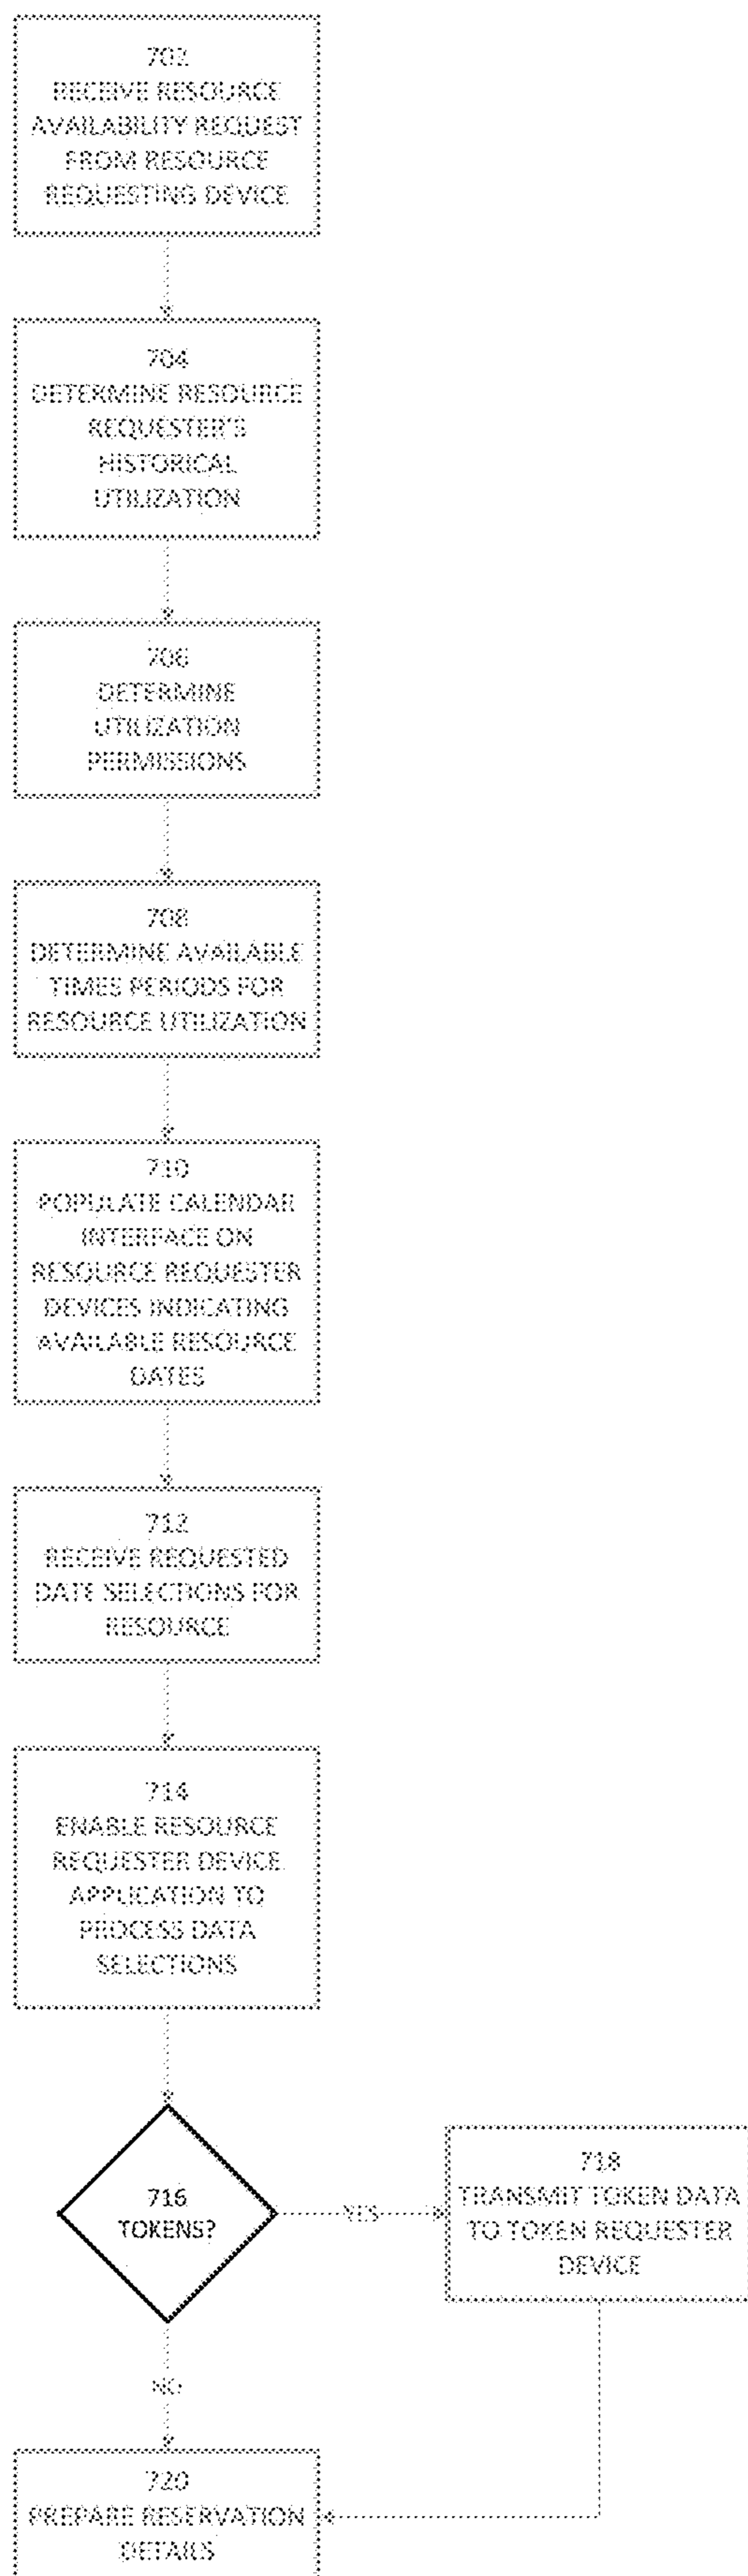 702
RECEIVE RESOURCE
AVAILABILITY REQUEST
FROM RESOURCE
REQUESTING DEVICE
704
DETERMINE RESOURCE
REQUESTER'S
HISTORICAL
UTILIZATION
706
DETERMINE
UTILIZATION
PERMISSIONS
708
DETERMINE AVAILABLE
TIMES PERIODS FOR
RESOURCE UTILIZATION
710
POPULATE CALENDAR
INTERFACE ON
RESOURCE REQUESTER
DEVICES INDICATING
AVAILABLE RESOURCE
DATES
712
RECEIVE REQUESTED
DATE SELECTIONS FOR
RESOURCE
714
ENABLE RESOURCE
REQUESTER DEVICE
APPLICATION TO
PROCESS DATA
SELECTIONS
716
TOKENS?
YES
718
TRANSMIT TOKEN DATA
TO TOKEN REQUESTER
DEVICE
NO
720
PREPARE RESERVATION
DETAILS